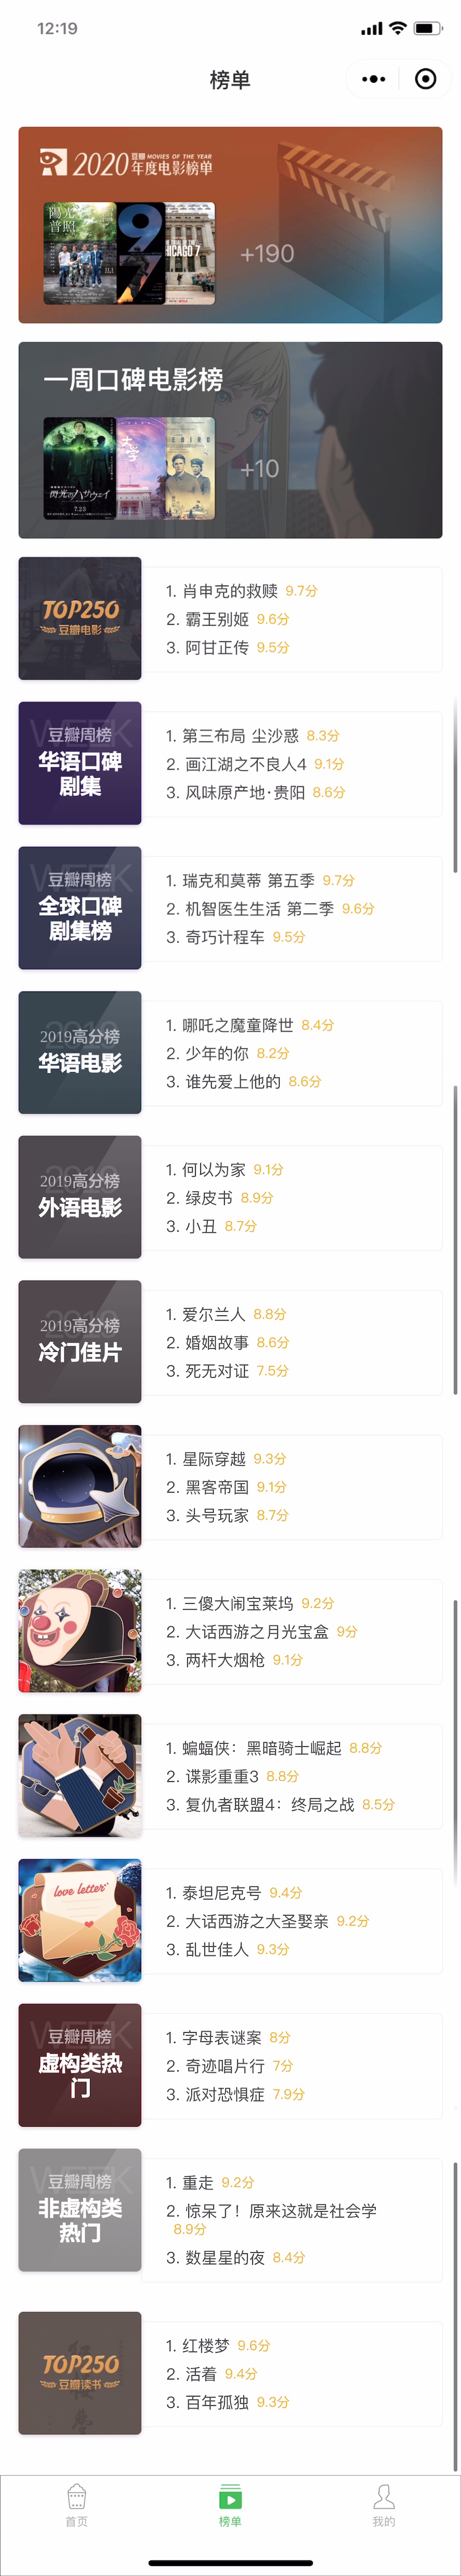 12:19
榜单
2020 豆瓣 MOVIES OF THE YEAR
年度电影榜单
陽光
普照
HICAGO 7
+190
一周口碑电影榜
閃光のハサウェイ
7.23
大学
+10
TOP250
豆瓣电影
1. 肖申克的救赎 9.7分
2. 霸王别姬 9.6分
3. 阿甘正传 9.5分
WEEK
豆瓣周榜
华语口碑
剧集
1. 第三布局 尘沙惑 8.3分
2. 画江湖之不良人4 9.1分
3. 风味原产地·贵阳 8.6分
WEEK
豆瓣周榜
全球口碑
剧集榜
1. 瑞克和莫蒂 第五季 9.7分
2. 机智医生生活 第二季 9.6分
3. 奇巧计程车 9.5分
2019
2019高分榜
华语电影
1. 哪吒之魔童降世 8.4分
2. 少年的你 8.2分
3. 谁先爱上他的 8.6分
2019
2019高分榜
外语电影
1. 何以为家 9.1分
2. 绿皮书 8.9分
3. 小丑 8.7分
2019
2019高分榜
冷门佳片
1. 爱尔兰人 8.8分
2. 婚姻故事 8.6分
3. 死无对证 7.5分
1. 星际穿越 9.3分
2. 黑客帝国 9.1分
3. 头号玩家 8.7分
1. 三傻大闹宝莱坞 9.2分
2. 大话西游之月光宝盒 9分
3. 两杆大烟枪 9.1分
1. 蝙蝠侠：黑暗骑士崛起 8.8分
2. 谍影重重3 8.8分
3. 复仇者联盟4：终局之战 8.5分
love letter
1. 泰坦尼克号 9.4分
2. 大话西游之大圣娶亲 9.2分
3. 乱世佳人 9.3分
WEEK
豆瓣周榜
虚构类热
门
1. 字母表谜案 8分
2. 奇迹唱片行 7分
3. 派对恐惧症 7.9分
WEEK
豆瓣周榜
非虚构类
热门
1. 重走 9.2分
2. 惊呆了！原来这就是社会学
8.9分
3. 数星星的夜 8.4分
TOP250
豆瓣读书
1. 红楼梦 9.6分
2. 活着 9.4分
3. 百年孤独 9.3分
首页
榜单
我的